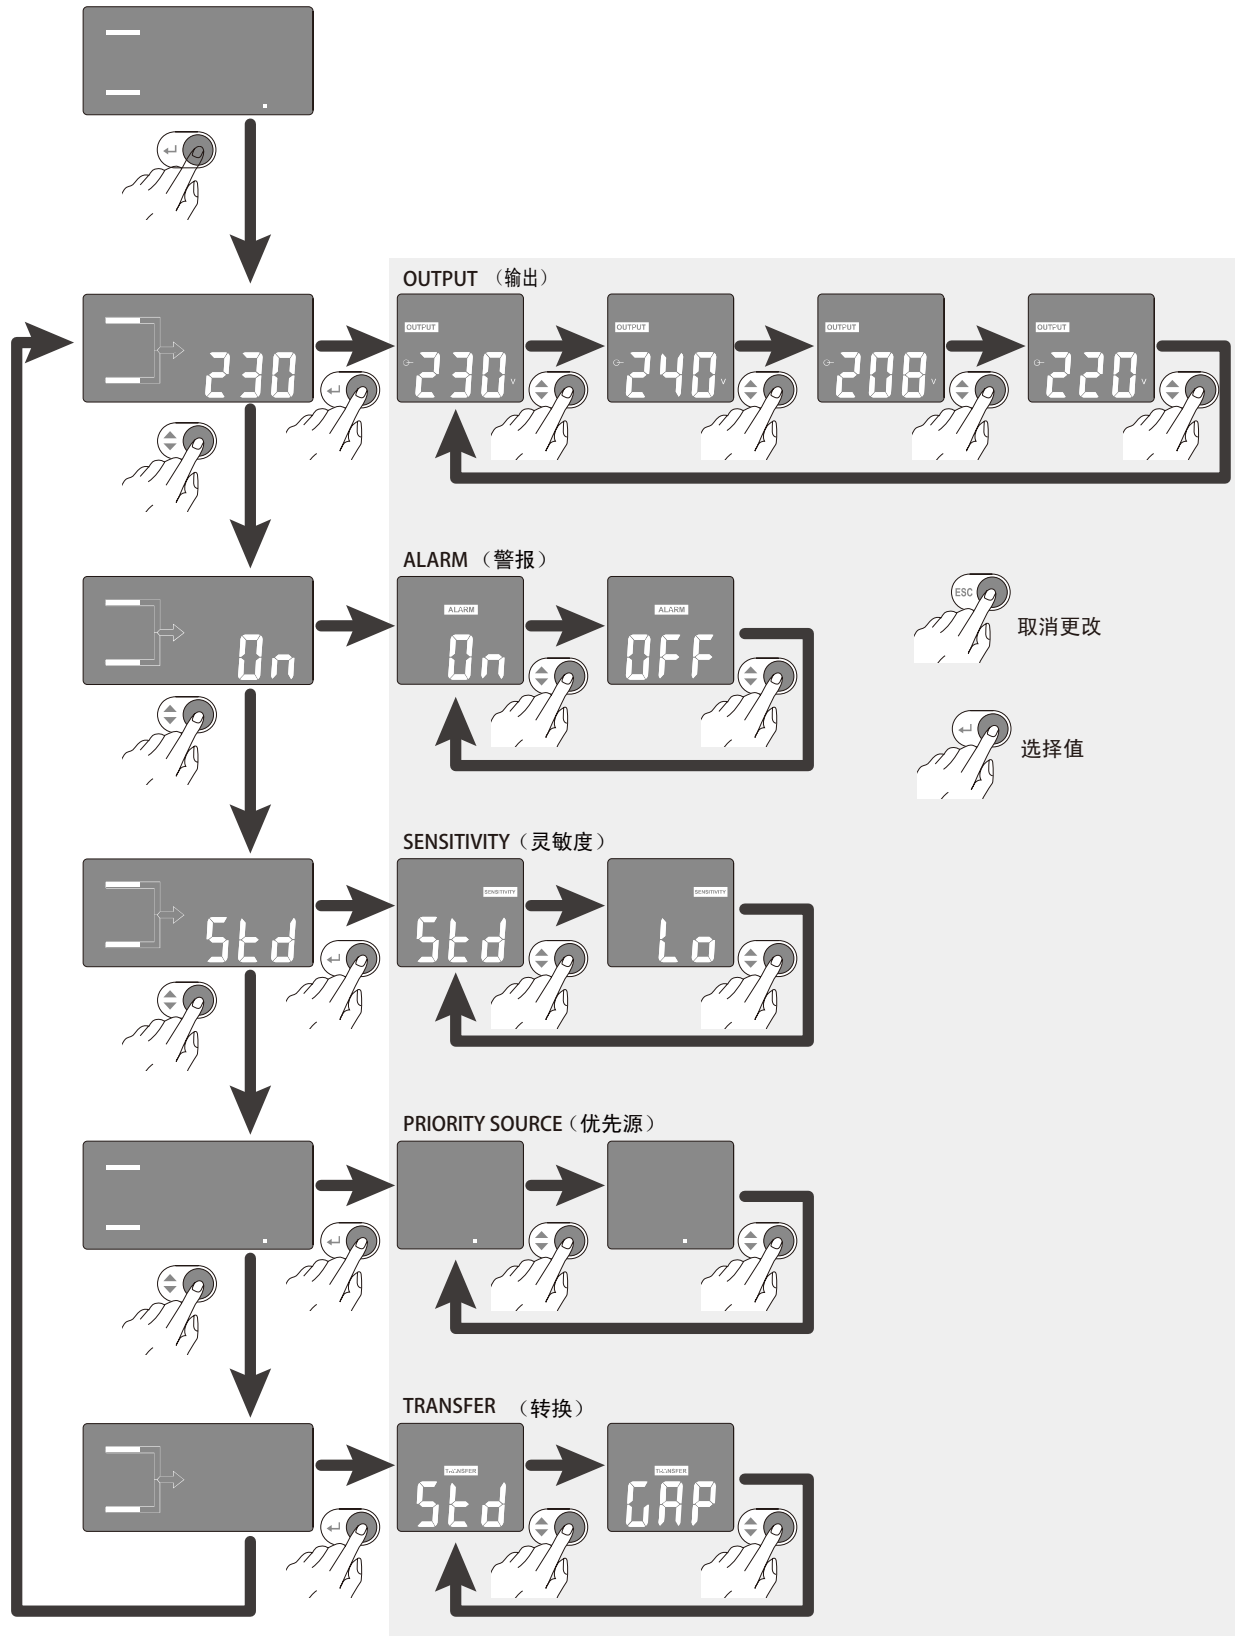 OUTPUT （输出）
230
OUTPUT
230 v
OUTPUT
240 v
OUTPUT
208 v
OUTPUT
220 v
ALARM （警报）
On
ALARM
On
ALARM
OFF
ESC
取消更改
选择值
SENSITIVITY（灵敏度）
Std
SENSITIVITY
Std
SENSITIVITY
Lo
PRIORITY SOURCE（优先源）
TRANSFER （转换）
TRANSFER
Std
TRANSFER
GAP